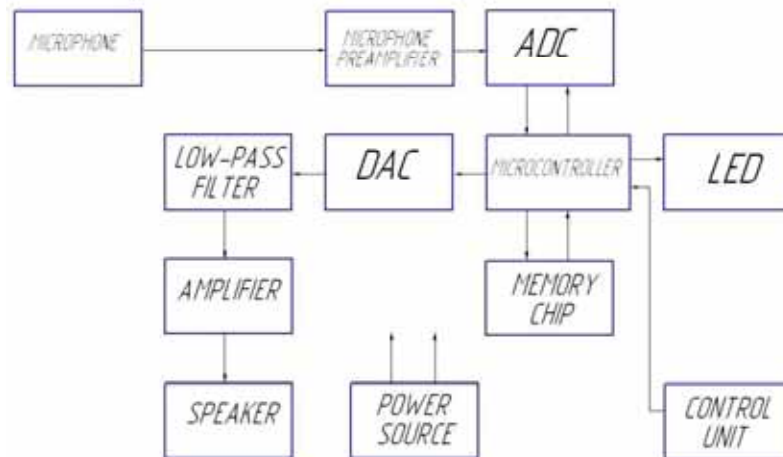 MICROPHONE
MICROPHONE
PREAMPLIFIER
ADC
LOW-PASS
FILTER
DAC
MICROCONTROLLER
LED
AMPLIFIER
MEMORY
CHIP
SPEAKER
POWER
SOURCE
CONTROL
UNIT